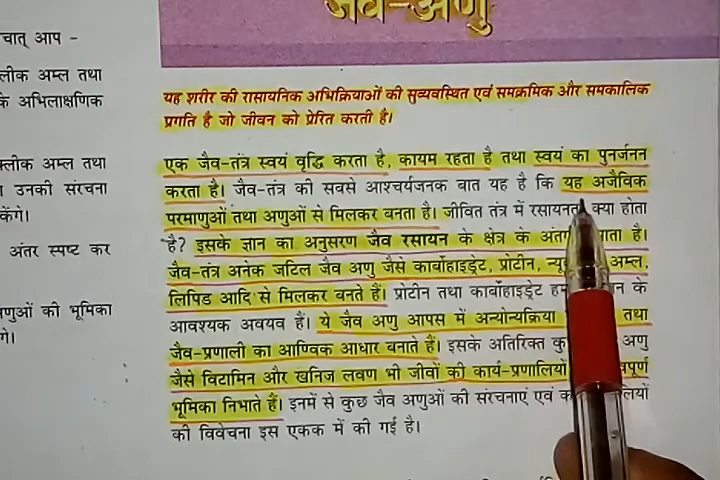 जैव-अणु
चात् आप -
लीक अम्ल तथा
के अभिलाक्षणिक
क्लीक अम्ल तथा
उनकी संरचना
केंगे।
अंतर स्पष्ट कर
णुओं की भूमिका
गे।
यह शरीर की रासायनिक अभिक्रियाओं की सुव्यवस्थित एवं समक्रमिक और समकालिक
प्रगति है जो जीवन को प्रेरित करती है।
एक जैव-तंत्र स्वयं वृद्धि करता है, कायम रहता है तथा स्वयं का पुनर्जनन
करता है। जैव-तंत्र की सबसे आश्चर्यजनक बात यह है कि यह अजैविक
परमाणुओं तथा अणुओं से मिलकर बनता है। जीवित तंत्र में रसायनत क्या होता
है? इसके ज्ञान का अनुसरण जैव रसायन के क्षेत्र के अंतर् ाता है।
जैव-तंत्र अनेक जटिल जैव अणु जैसे कार्बोहाइड्रेट, प्रोटीन, न्यू अम्ल,
लिपिड आदि से मिलकर बनते हैं। प्रोटीन तथा कार्बोहाइड्रेट हम न के
आवश्यक अवयव हैं। ये जैव अणु आपस में अन्योन्यक्रिया तथा
जैव-प्रणाली का आण्विक आधार बनाते हैं। इसके अतिरिक्त कु अणु
जैसे विटामिन और खनिज लवण भी जीवों की कार्य-प्रणालियों वपूर्ण
भूमिका निभाते हैं। इनमें से कुछ जैव अणुओं की संरचनाएं एवं क लियों
की विवेचना इस एकक में की गई है।